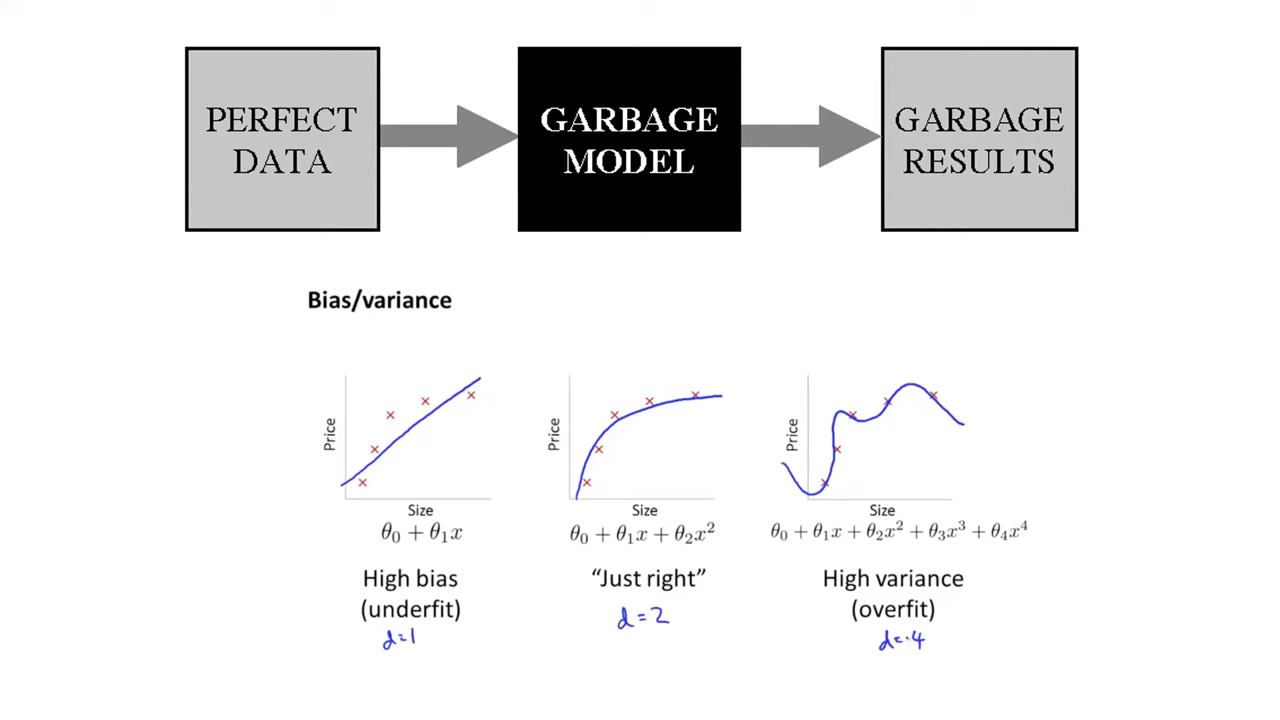 PERFECT
DATA
GARBAGE
MODEL
GARBAGE
RESULTS
Bias/variance
Price
Size
θ₀ + θ₁x
High bias
(underfit)
d=1
Price
Size
θ₀ + θ₁x + θ₂x²
“Just right”
d=2
Price
Size
θ₀ + θ₁x + θ₂x² + θ₃x³ + θ₄x⁴
High variance
(overfit)
d=4